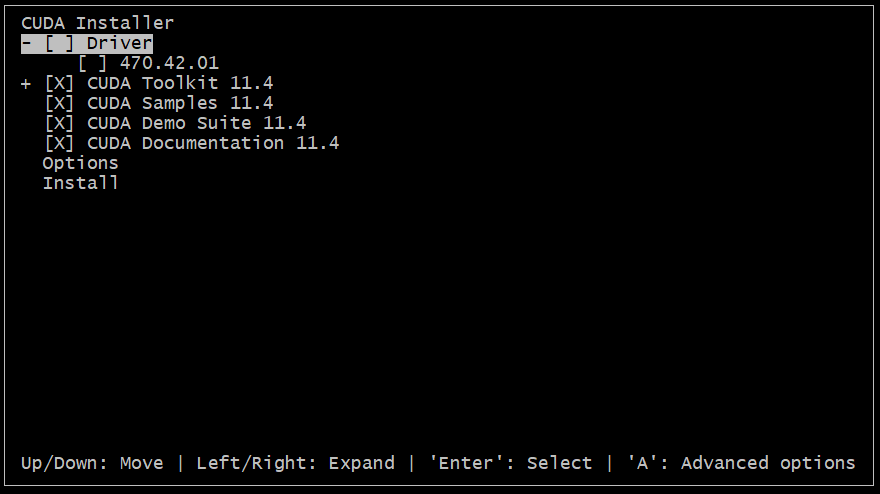 CUDA Installer
- [ ] Driver
[ ] 470.42.01
+ [X] CUDA Toolkit 11.4
[X] CUDA Samples 11.4
[X] CUDA Demo Suite 11.4
[X] CUDA Documentation 11.4
Options
Install
Up/Down: Move | Left/Right: Expand | 'Enter': Select | 'A': Advanced options